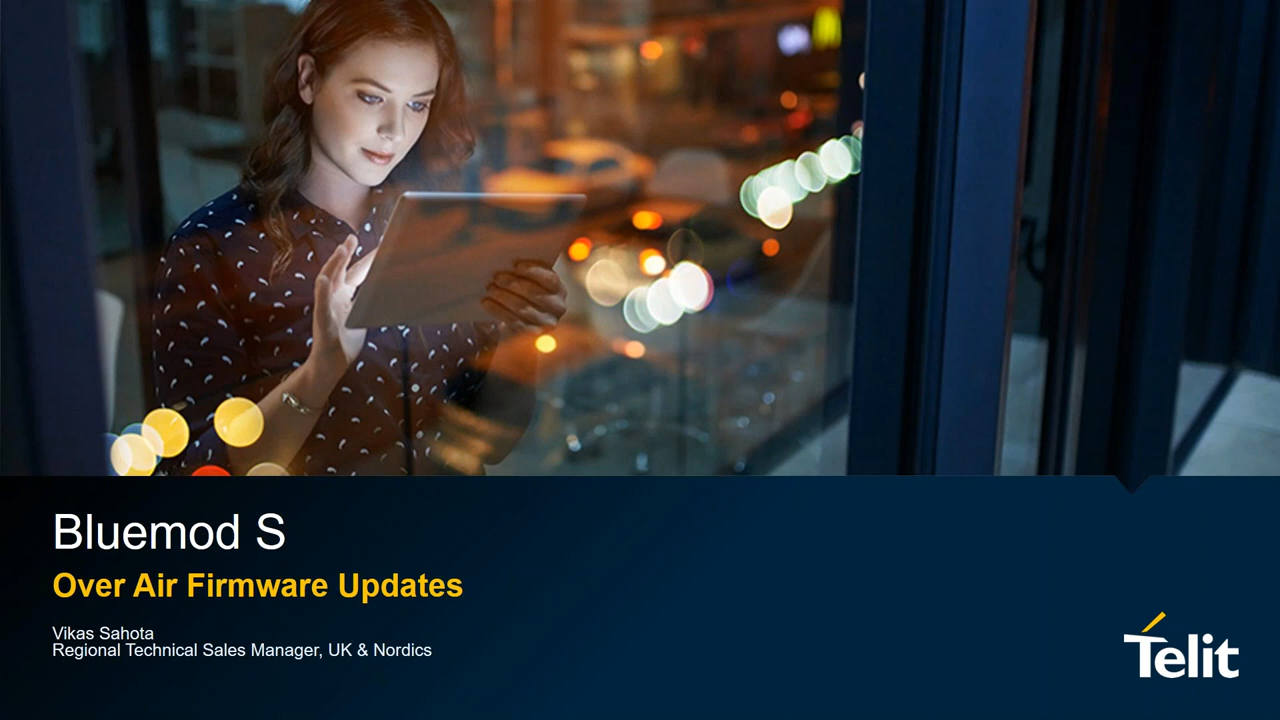 Bluemod S
Over Air Firmware Updates
Vikas Sahota
Regional Technical Sales Manager, UK & Nordics
Telit